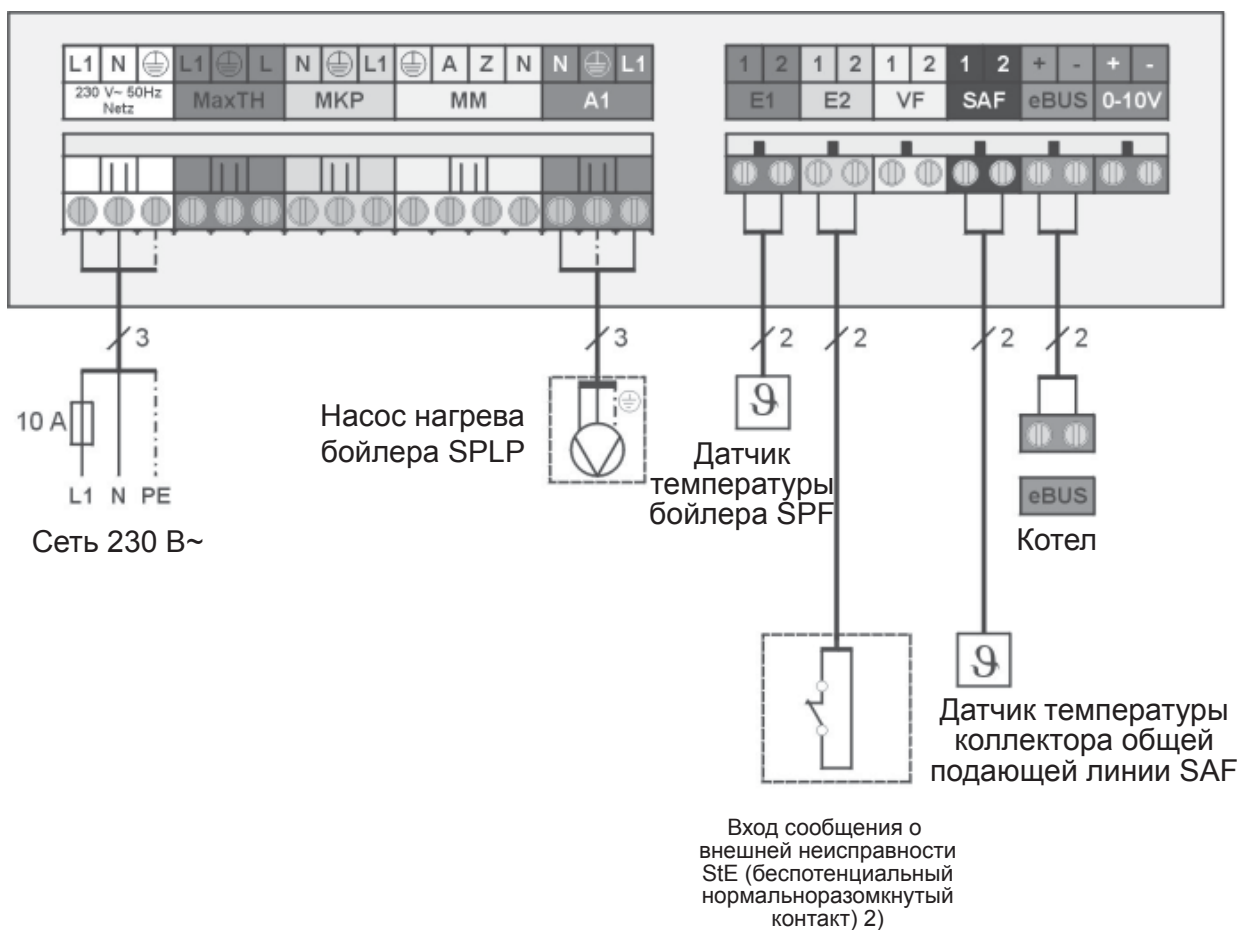 L1 N L1 L N L1 A Z N N L1
230 V~ 50Hz
Netz
MaxTH MKP MM A1
1 2 1 2 1 2 1 2 + - + -
E1 E2 VF SAF eBUS 0-10V
3 3 2 2 2 2
10 A
L1 N PE
Сеть 230 В~
Насос нагрева
бойлера SPLP
ϑ
Датчик
температуры
бойлера SPF
eBUS
Котел
ϑ
Датчик температуры
коллектора общей
подающей линии SAF
Вход сообщения о
внешней неисправности
StE (беспотенциальный
нормальноразомкнутый
контакт) 2)